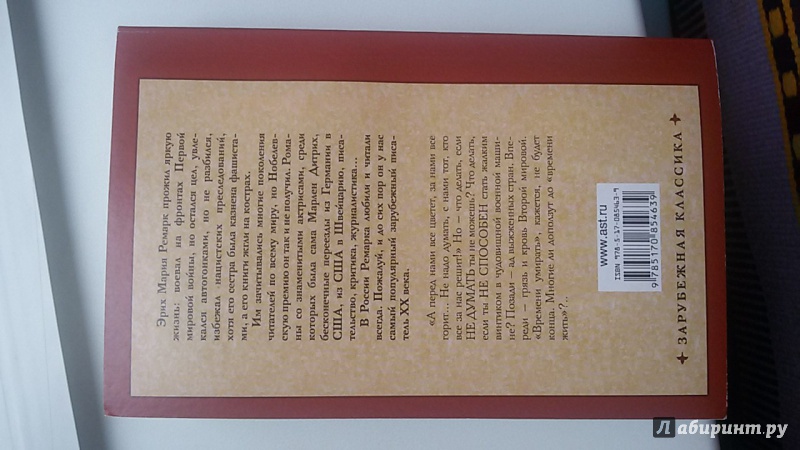 Эрих Мария Ремарк прожил яркую
жизнь: воевал на фронтах Первой
мировой войны, но остался цел, увле-
кался автогонками, но не разбился,
избежал нацистских преследований,
хотя его сестра была казнена фашиста-
ми, а его книги жгли на кострах.
Им зачитывались многие поколения
читателей по всему миру, но Нобелев-
скую премию он так и не получил. Рома-
ны со знаменитыми актрисами, среди
которых была сама Марлен Дитрих,
бесконечные переезды из Германии в
США, из США в Швейцарию, писа-
тельство, критика, журналистика...
В России Ремарка любили и читали
всегда. Пожалуй, и до сих пор он у нас
самый популярный зарубежный писа-
тель XX века.
«А перед нами все цветет, за нами все
горит... Не надо думать, с нами тот, кто
все за нас решит!» Но — что делать, если
НЕ ДУМАТЬ ты не можешь? Что делать,
если ты НЕ СПОСОБЕН стать жалким
винтиком в чудовищной военной маши-
не? Позади — ад выжженных стран. Впе-
реди — грязь и кровь Второй мировой.
«Времени умирать», кажется, не будет
конца. Многие ли доползут до «времени
жить»?..
www.ast.ru
ISBN 978-5-17-085463-9
9 785170 854639
ЗАРУБЕЖНАЯ КЛАССИКА
Лабиринт.ру